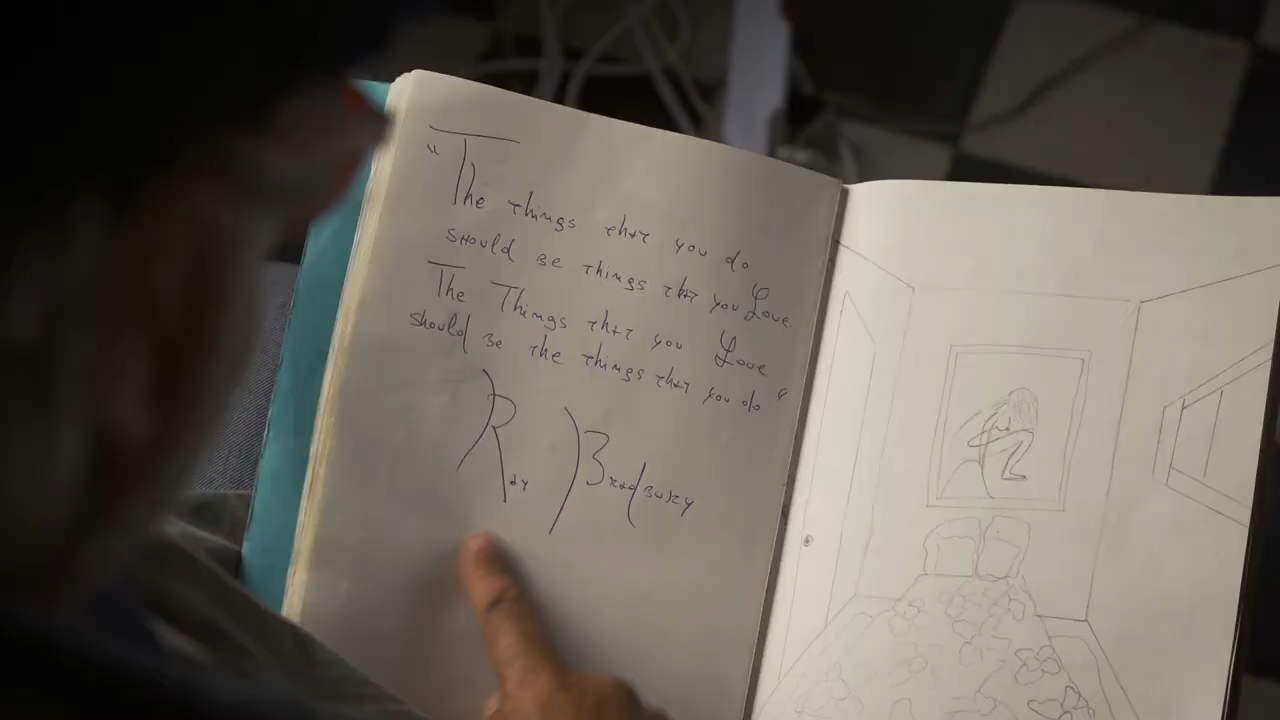 "The things that you do
should be things that you Love.
The Things that you Love
should be the things that you do"
Ray Bradbury